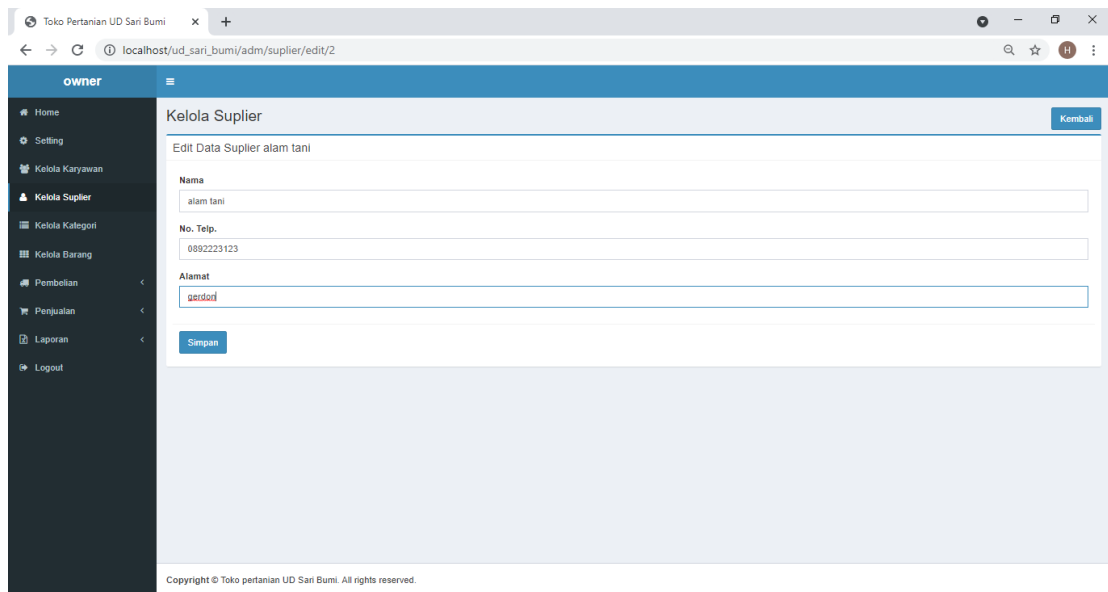 Toko Pertanian UD Sari Bumi
localhost/ud_sari_bumi/adm/suplier/edit/2
H
owner
Home
Setting
Kelola Karyawan
Kelola Suplier
Kelola Kategori
Kelola Barang
Pembelian
Penjualan
Laporan
Logout
Kelola Suplier
Kembali
Edit Data Suplier alam tani
Nama
alam tani
No. Telp.
0892223123
Alamat
gerdon
Simpan
Copyright © Toko pertanian UD Sari Bumi. All rights reserved.